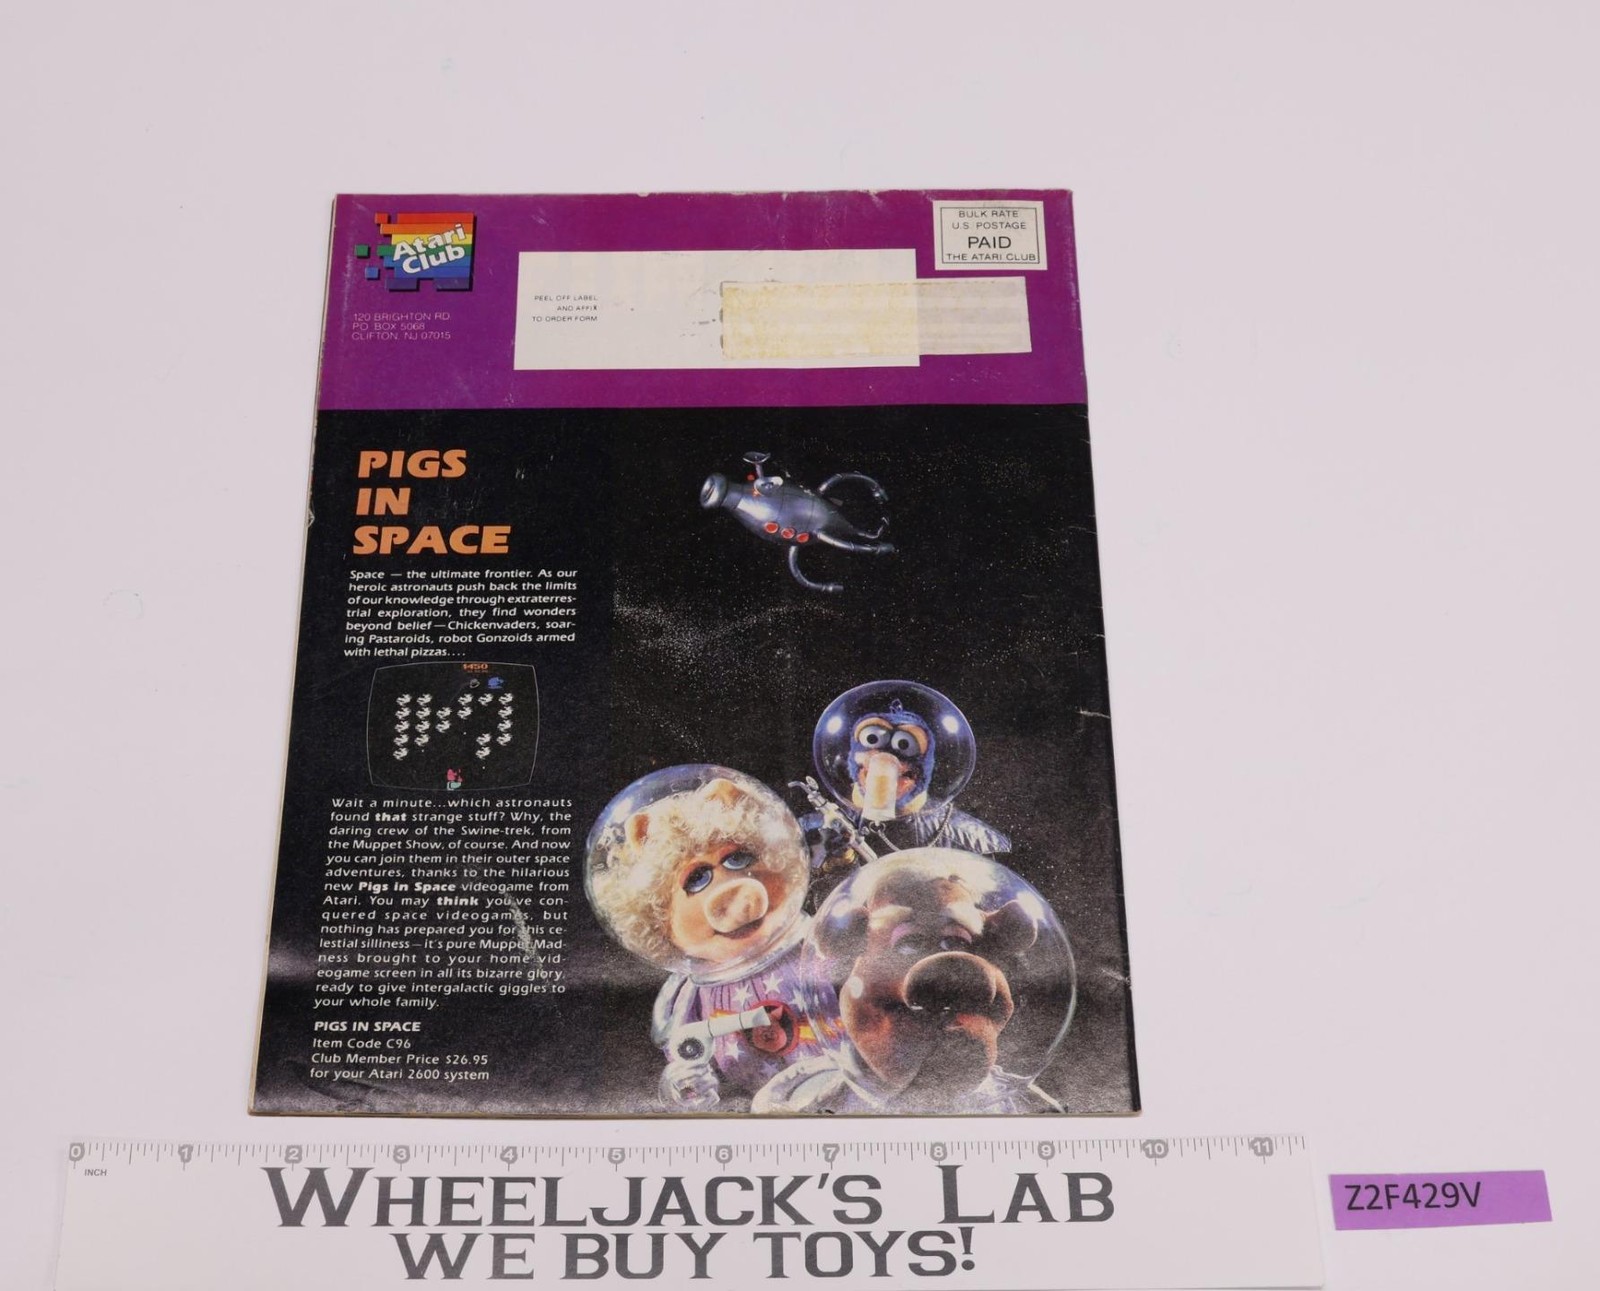 Atari
Club
120 BRIGHTON RD.
PO. BOX 5068
CLIFTON, NJ 07015
BULK RATE
U.S. POSTAGE
PAID
THE ATARI CLUB
PEEL OFF LABEL
AND AFFIX
TO ORDER FORM
PIGS
IN
SPACE
Space — the ultimate frontier. As our
heroic astronauts push back the limits
of our knowledge through extraterres-
trial exploration, they find wonders
beyond belief — Chickenvaders, soar-
ing Pastaroids, robot Gonzoids armed
with lethal pizzas....
1450
Wait a minute...which astronauts
found that strange stuff? Why, the
daring crew of the Swine-trek, from
the Muppet Show, of course. And now
you can join them in their outer space
adventures, thanks to the hilarious
new Pigs in Space videogame from
Atari. You may think you've con-
quered space videogames, but
nothing has prepared you for this ce-
lestial silliness — it's pure Muppet Mad-
ness brought to your home vid-
eogame screen in all its bizarre glory,
ready to give intergalactic giggles to
your whole family.
PIGS IN SPACE
Item Code C96
Club Member Price $26.95
for your Atari 2600 system
0 1 2 3 4 5 6 7 8 9 10 11
INCH
WHEELJACK'S LAB
WE BUY TOYS!
Z2F429V